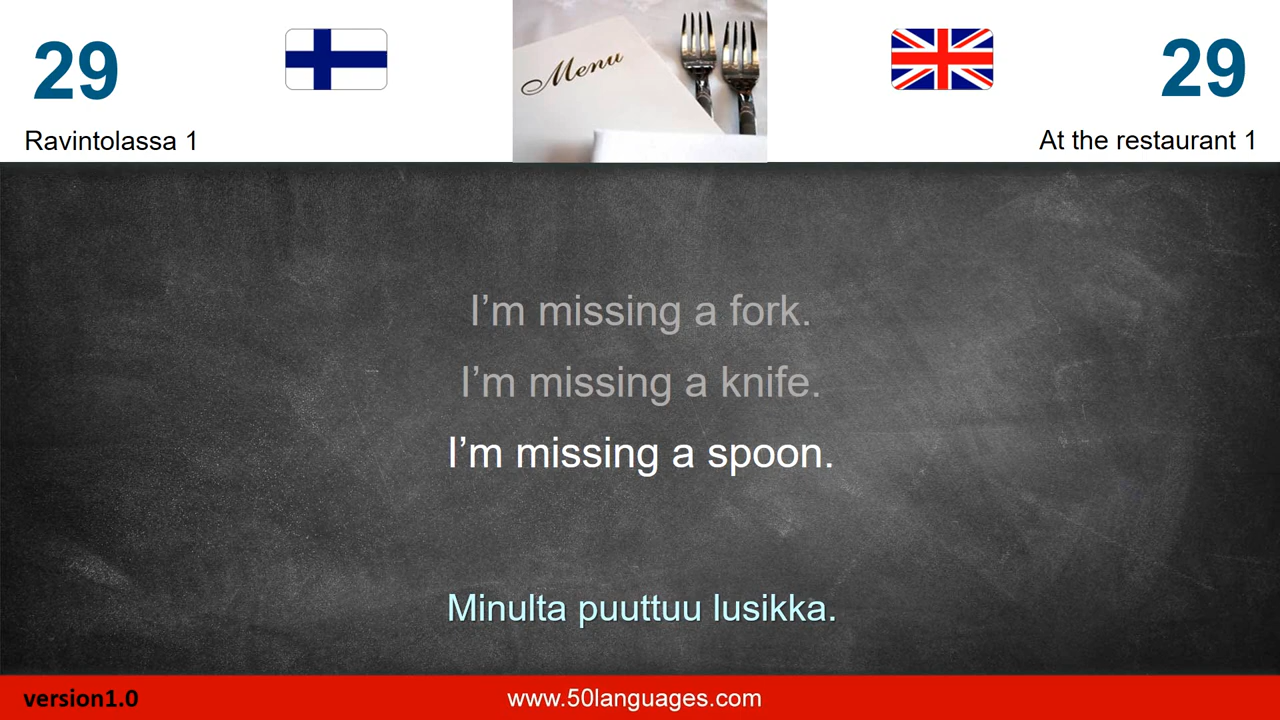 29
29
Menu
Ravintolassa 1
At the restaurant 1
I’m missing a fork.
I’m missing a knife.
I’m missing a spoon.
Minulta puuttuu lusikka.
version1.0
www.50languages.com